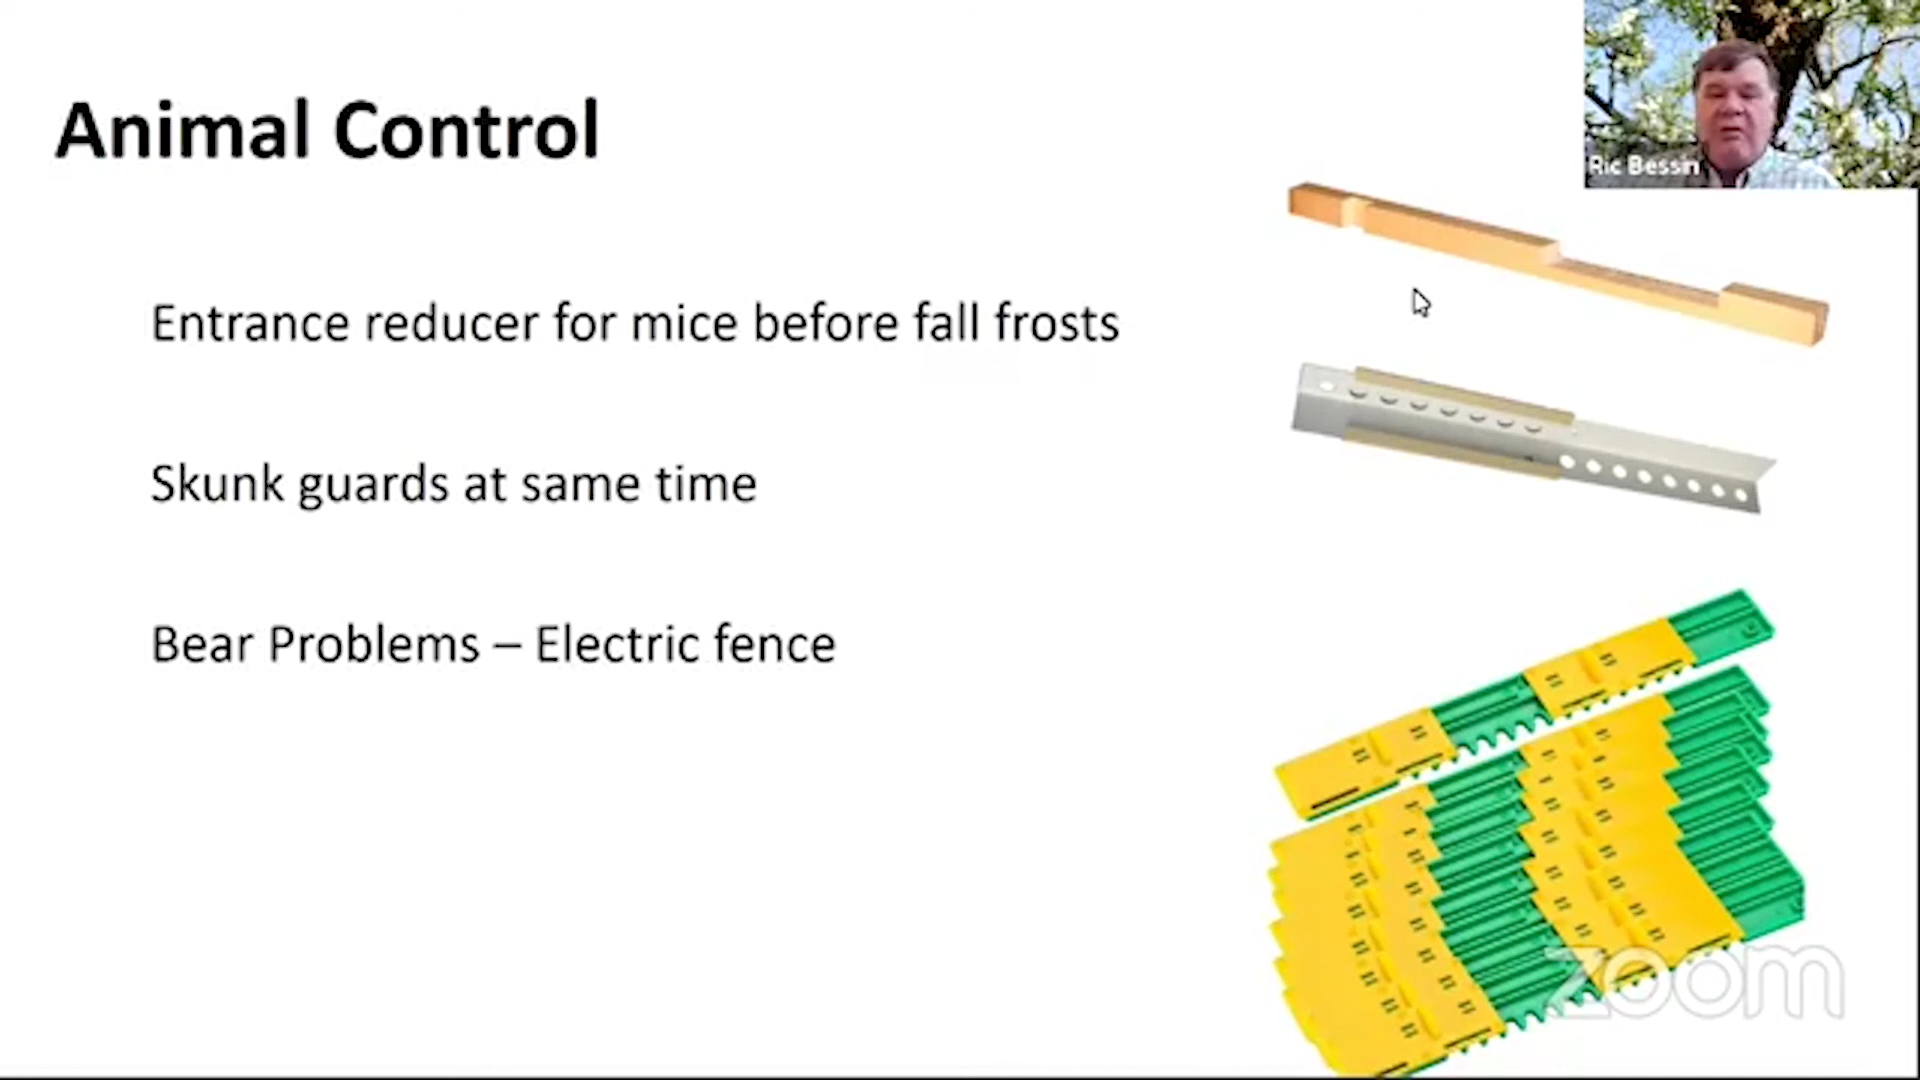 Animal Control
Ric Bessin
Entrance reducer for mice before fall frosts
Skunk guards at same time
Bear Problems – Electric fence
zoom